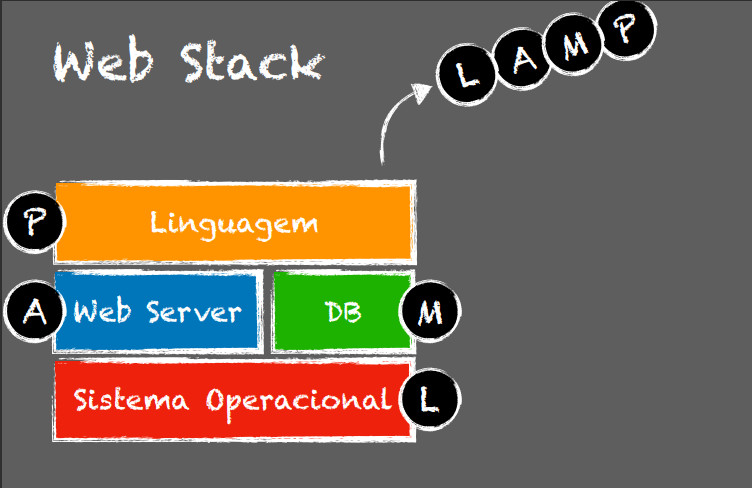 Web Stack
L A M P
P Linguagem
A Web Server DB M
Sistema Operacional L